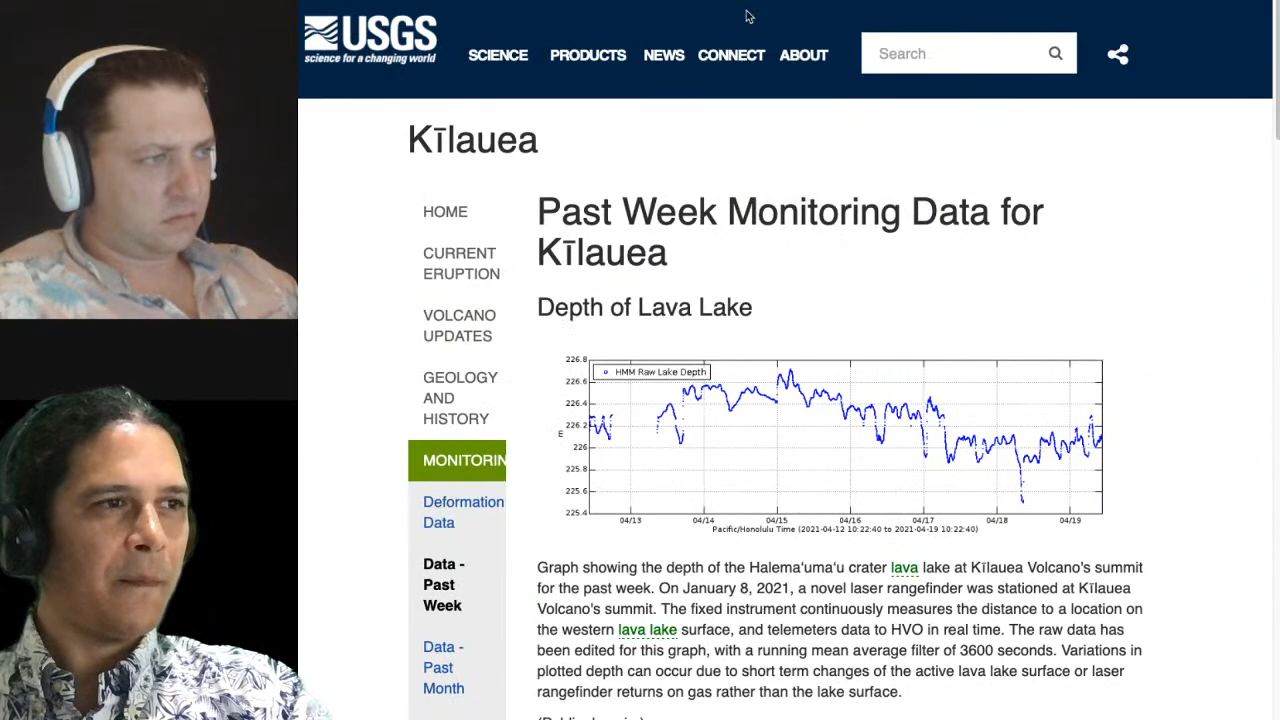 USGS
science for a changing world
SCIENCE PRODUCTS NEWS CONNECT ABOUT
Search
Kīlauea
HOME
CURRENT
ERUPTION
VOLCANO
UPDATES
GEOLOGY
AND
HISTORY
MONITORIN
Deformation
Data
Data -
Past
Week
Data -
Past
Month
Past Week Monitoring Data for
Kīlauea
Depth of Lava Lake
HMM Raw Lake Depth
226.8
226.6
226.4
226.2
226
225.8
225.6
225.4
m
04/13 04/14 04/15 04/16 04/17 04/18 04/19
Pacific/Honolulu Time (2021-04-12 10:22:40 to 2021-04-19 10:22:40)
Graph showing the depth of the Halemaʻumaʻu crater lava lake at Kīlauea Volcano's summit
for the past week. On January 8, 2021, a novel laser rangefinder was stationed at Kīlauea
Volcano's summit. The fixed instrument continuously measures the distance to a location on
the western lava lake surface, and telemeters data to HVO in real time. The raw data has
been edited for this graph, with a running mean average filter of 3600 seconds. Variations in
plotted depth can occur due to short term changes of the active lava lake surface or laser
rangefinder returns on gas rather than the lake surface.